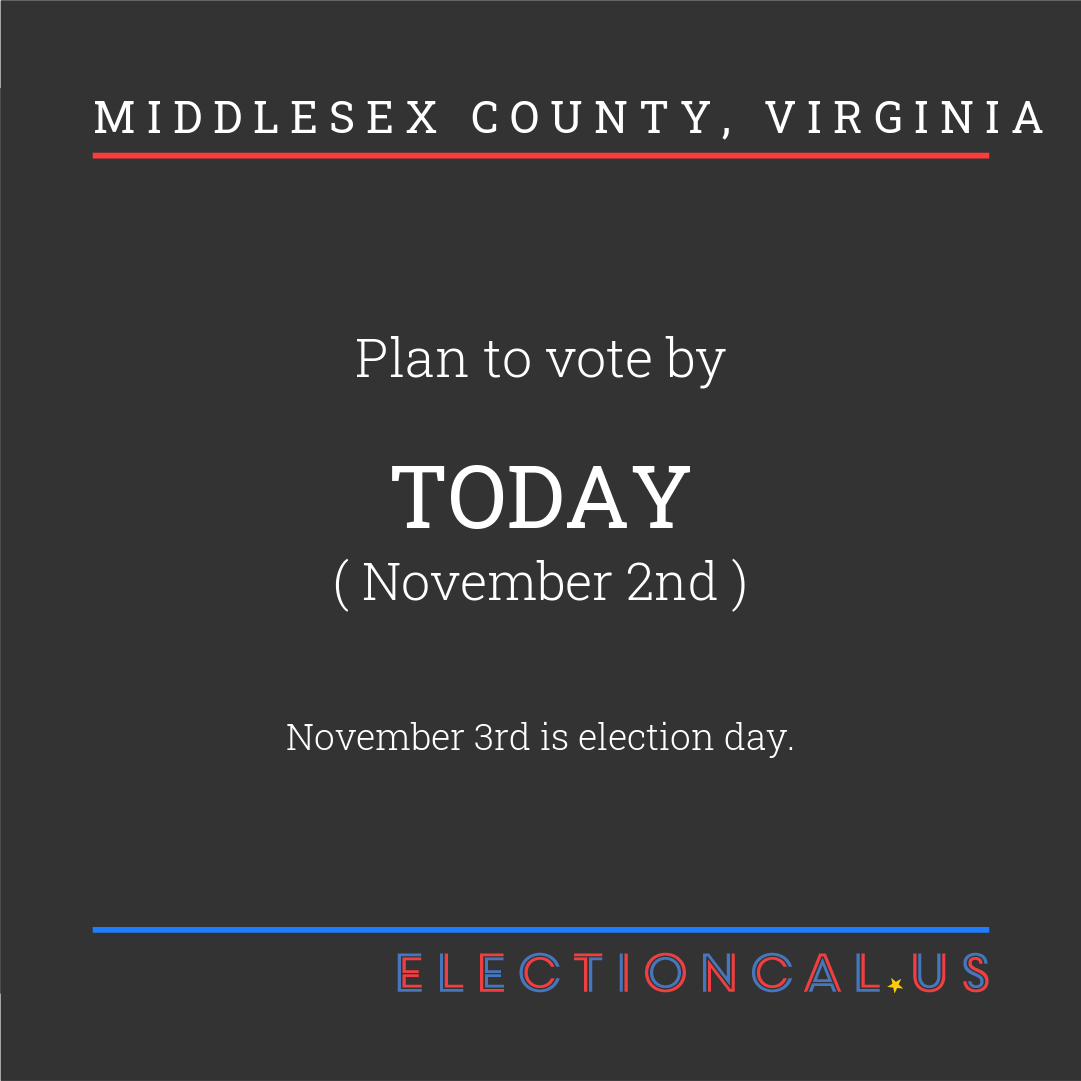 MIDDLESEX COUNTY, VIRGINIA
Plan to vote by
TODAY
( November 2nd )
November 3rd is election day.
ELECTIONCAL.US